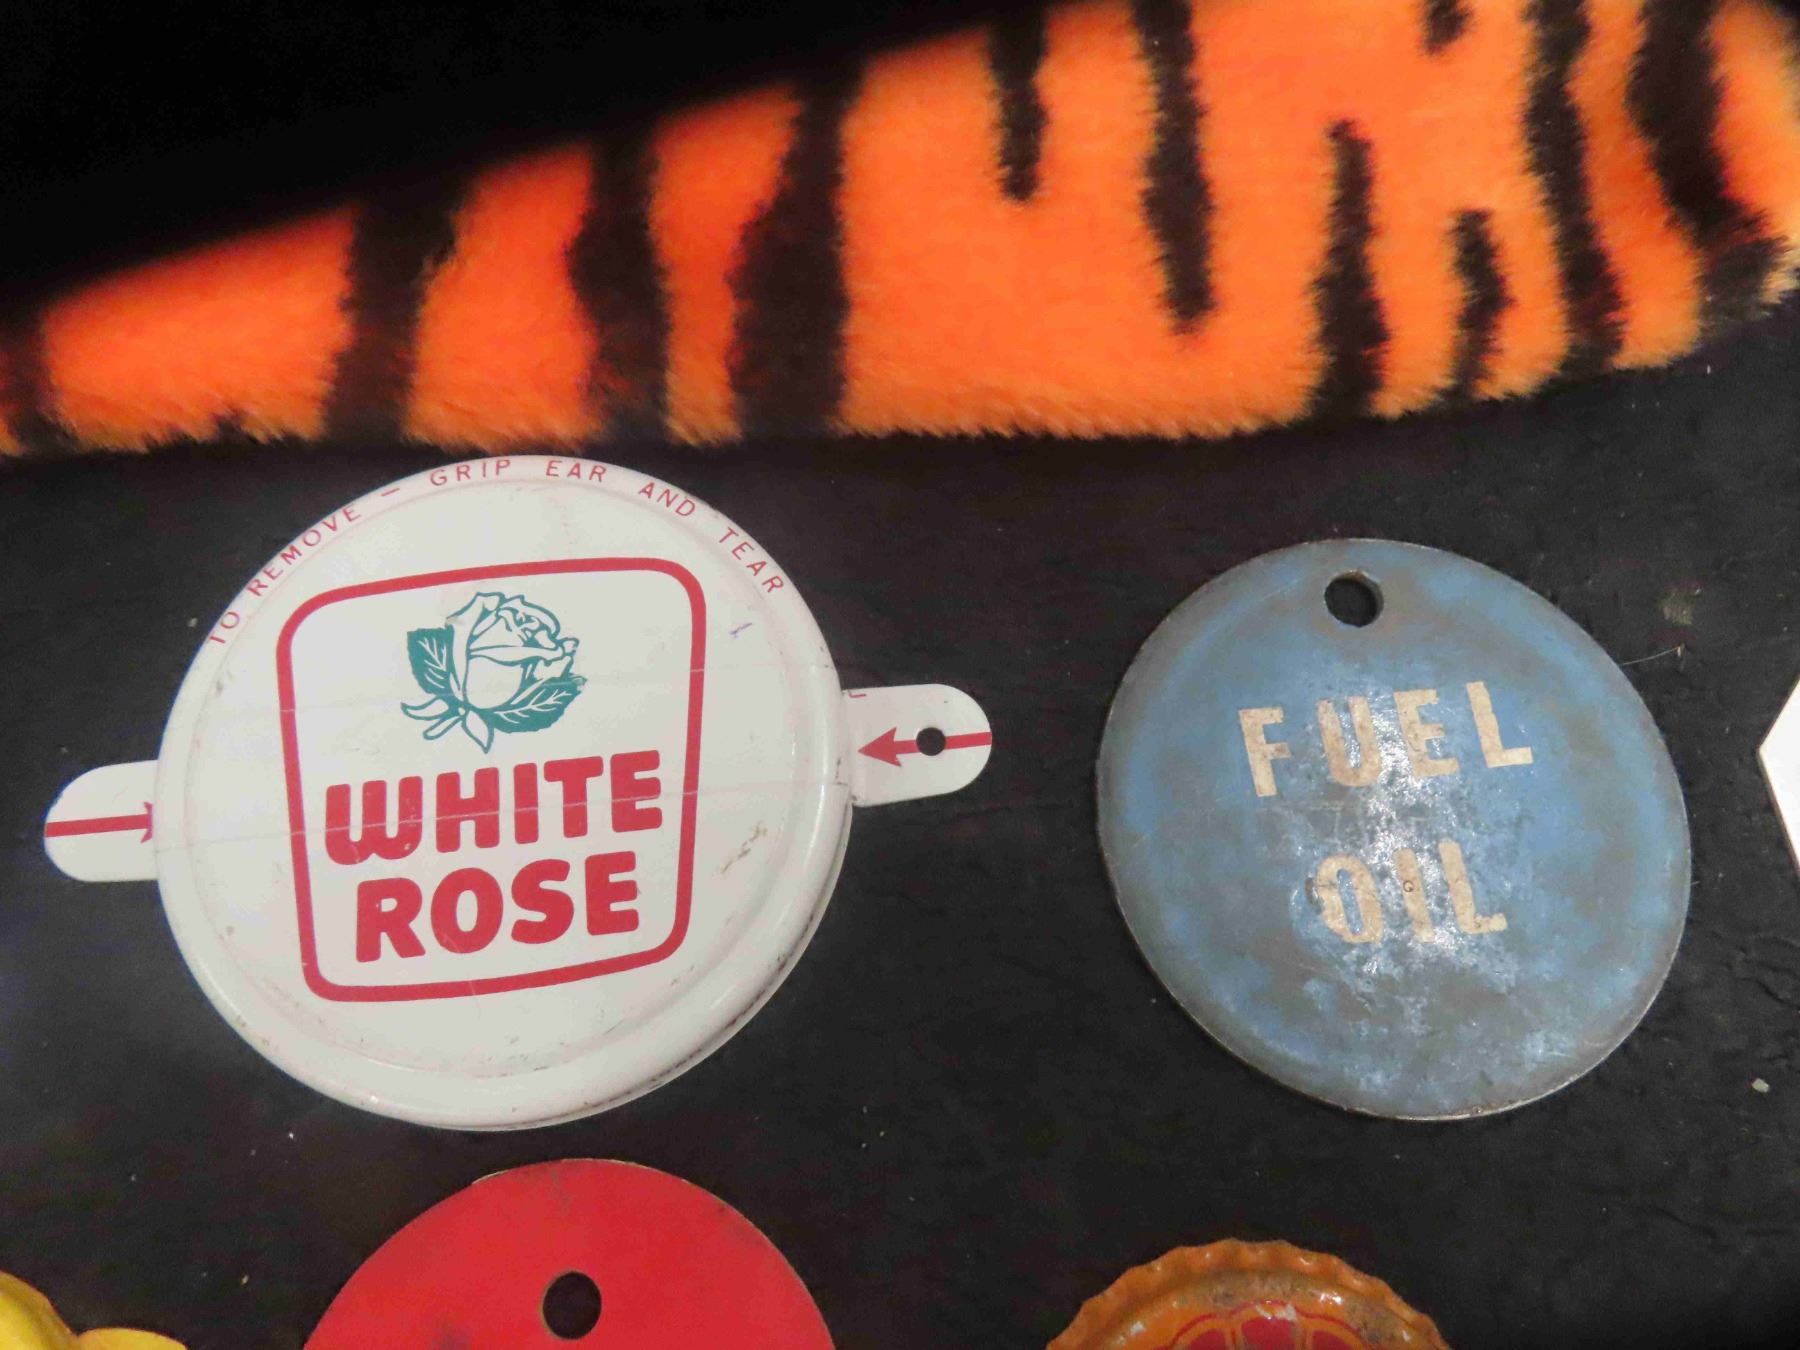 TO REMOVE — GRIP EAR AND TEAR
WHITE
ROSE
FUEL
OIL